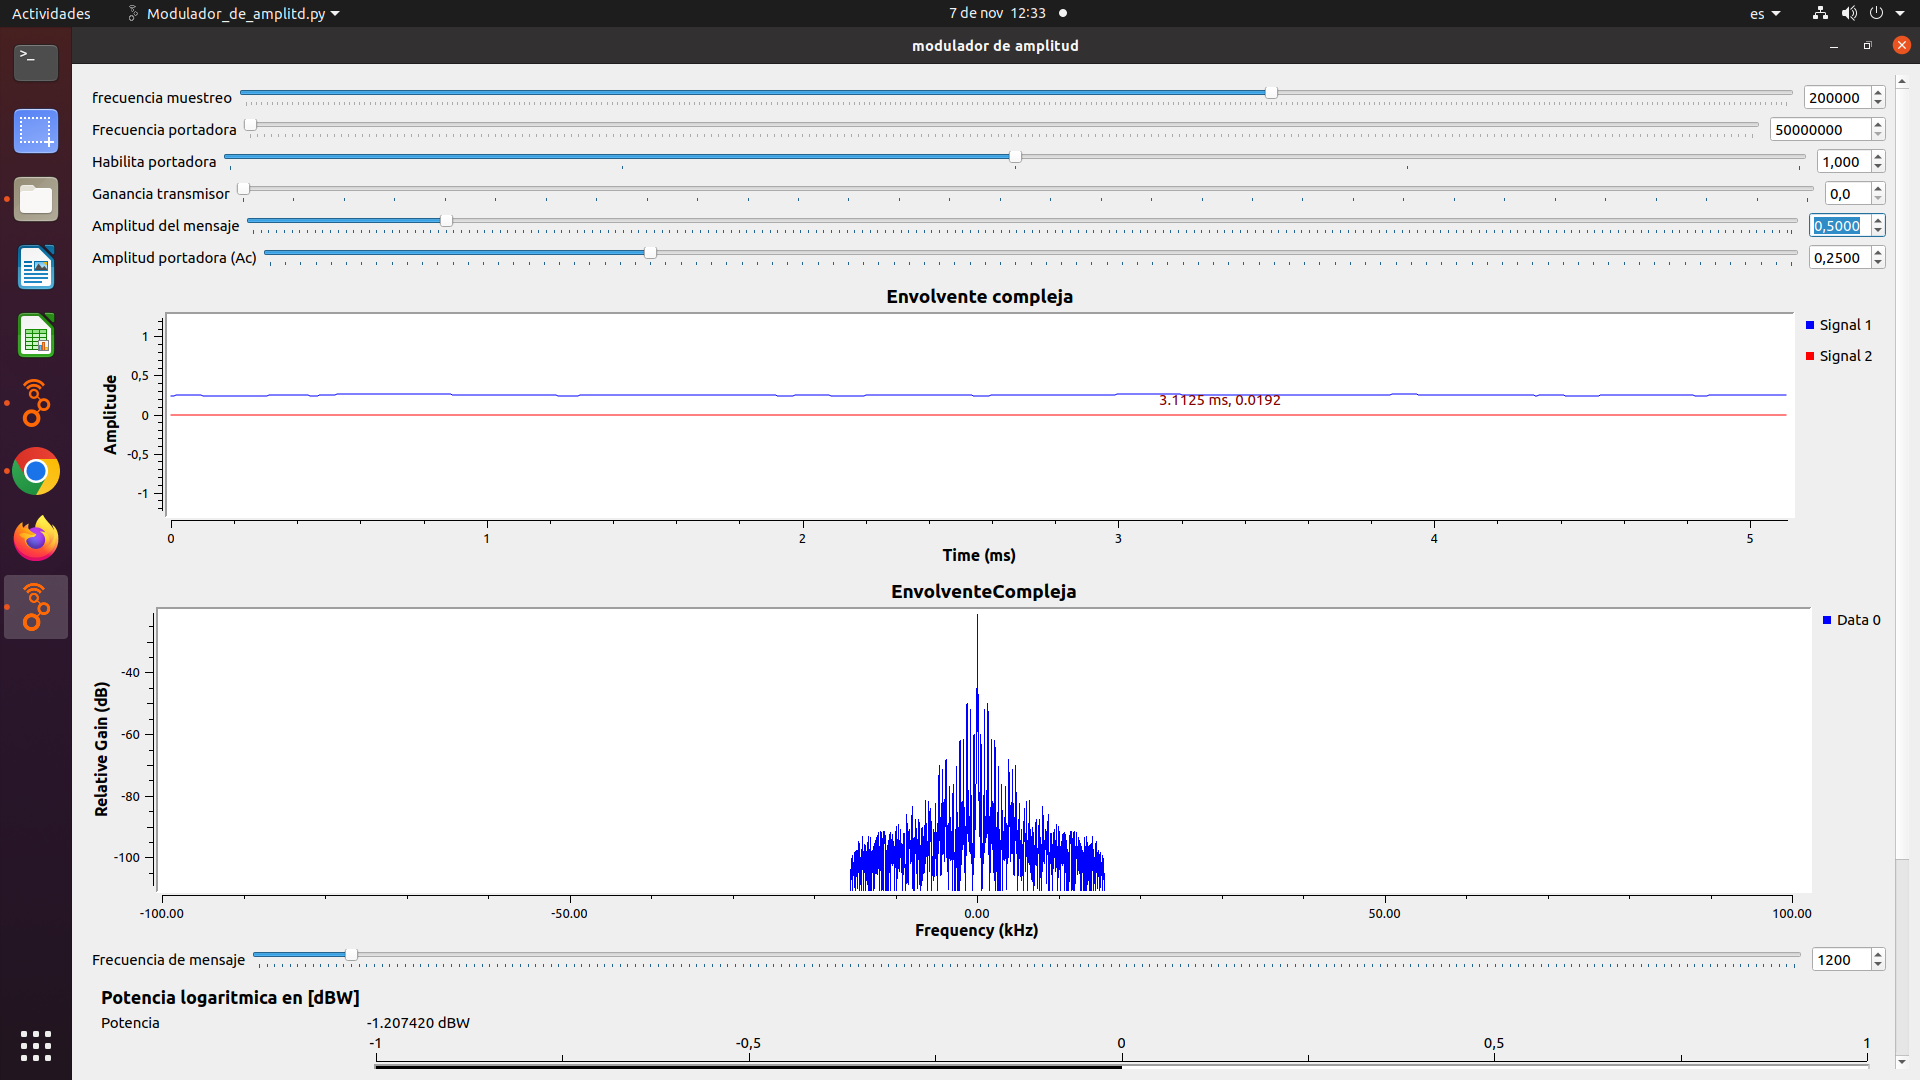 Actividades Modulador_de_amplitd.py 7 de nov 12:33 es
modulador de amplitud
>_
frecuencia muestreo 200000
Frecuencia portadora 50000000
Habilita portadora 1,000
Ganancia transmisor 0,0
Amplitud del mensaje 0,5000
Amplitud portadora (Ac) 0,2500
Envolvente compleja
Signal 1
Signal 2
Amplitude
1
0,5
0
-0,5
-1
3.1125 ms, 0.0192
0 1 2 3 4 5
Time (ms)
EnvolventeCompleja
Data 0
Relative Gain (dB)
-40
-60
-80
-100
-100.00 -50.00 0.00 50.00 100.00
Frequency (kHz)
Frecuencia de mensaje 1200
Potencia logaritmica en [dBW]
Potencia -1.207420 dBW
-1 -0,5 0 0,5 1